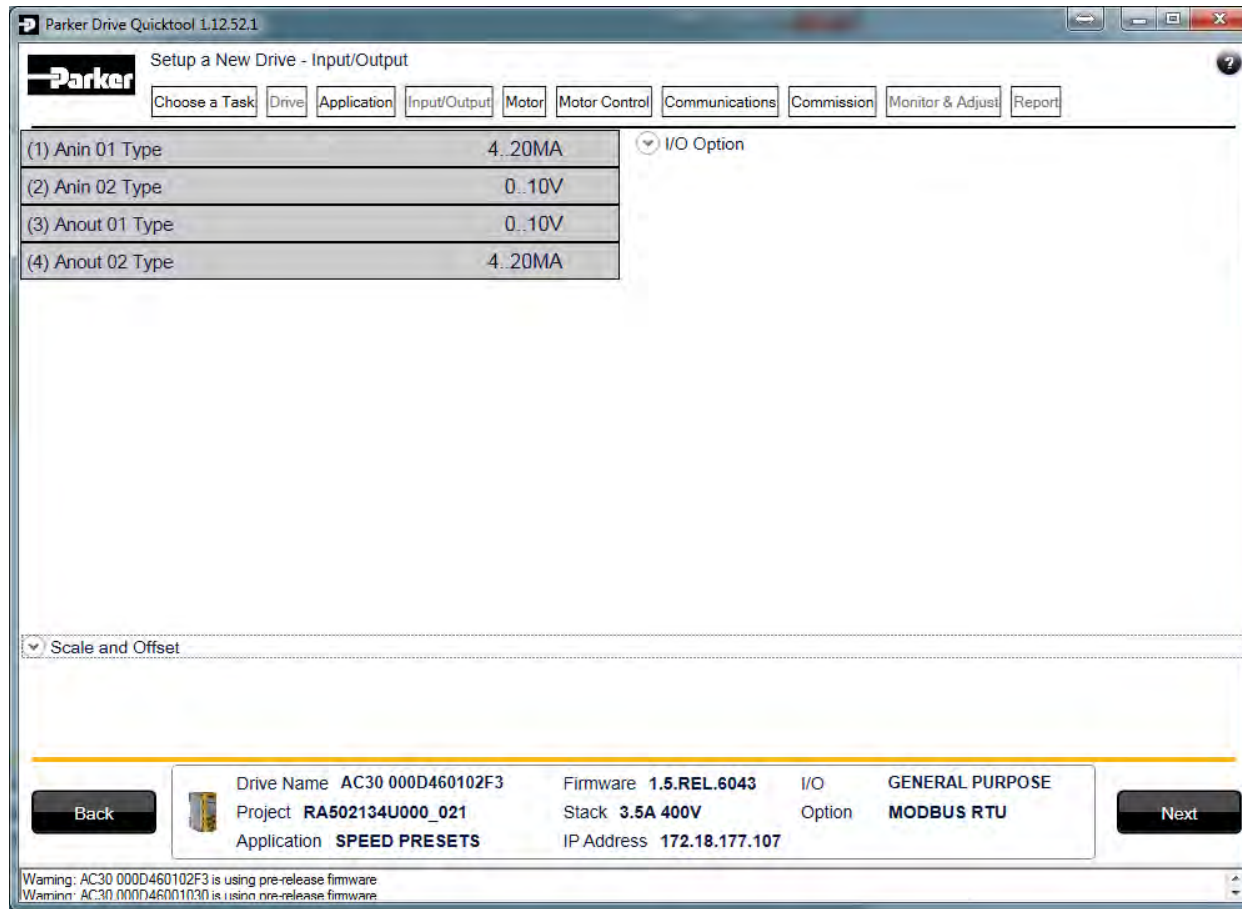 Parker Drive Quicktool 1.12.52.1
Parker
Setup a New Drive - Input/Output
?
Choose a Task Drive Application Input/Output Motor Motor Control Communications Commission Monitor & Adjust Report
(1) Anin 01 Type 4..20MA
(2) Anin 02 Type 0..10V
(3) Anout 01 Type 0..10V
(4) Anout 02 Type 4..20MA
I/O Option
Scale and Offset
Back
Drive Name AC30 000D460102F3 Firmware 1.5.REL.6043 I/O GENERAL PURPOSE
Project RA502134U000_021 Stack 3.5A 400V Option MODBUS RTU
Application SPEED PRESETS IP Address 172.18.177.107
Next
Warning: AC30 000D460102F3 is using pre-release firmware
Warning: AC30 000D46001030 is using pre-release firmware